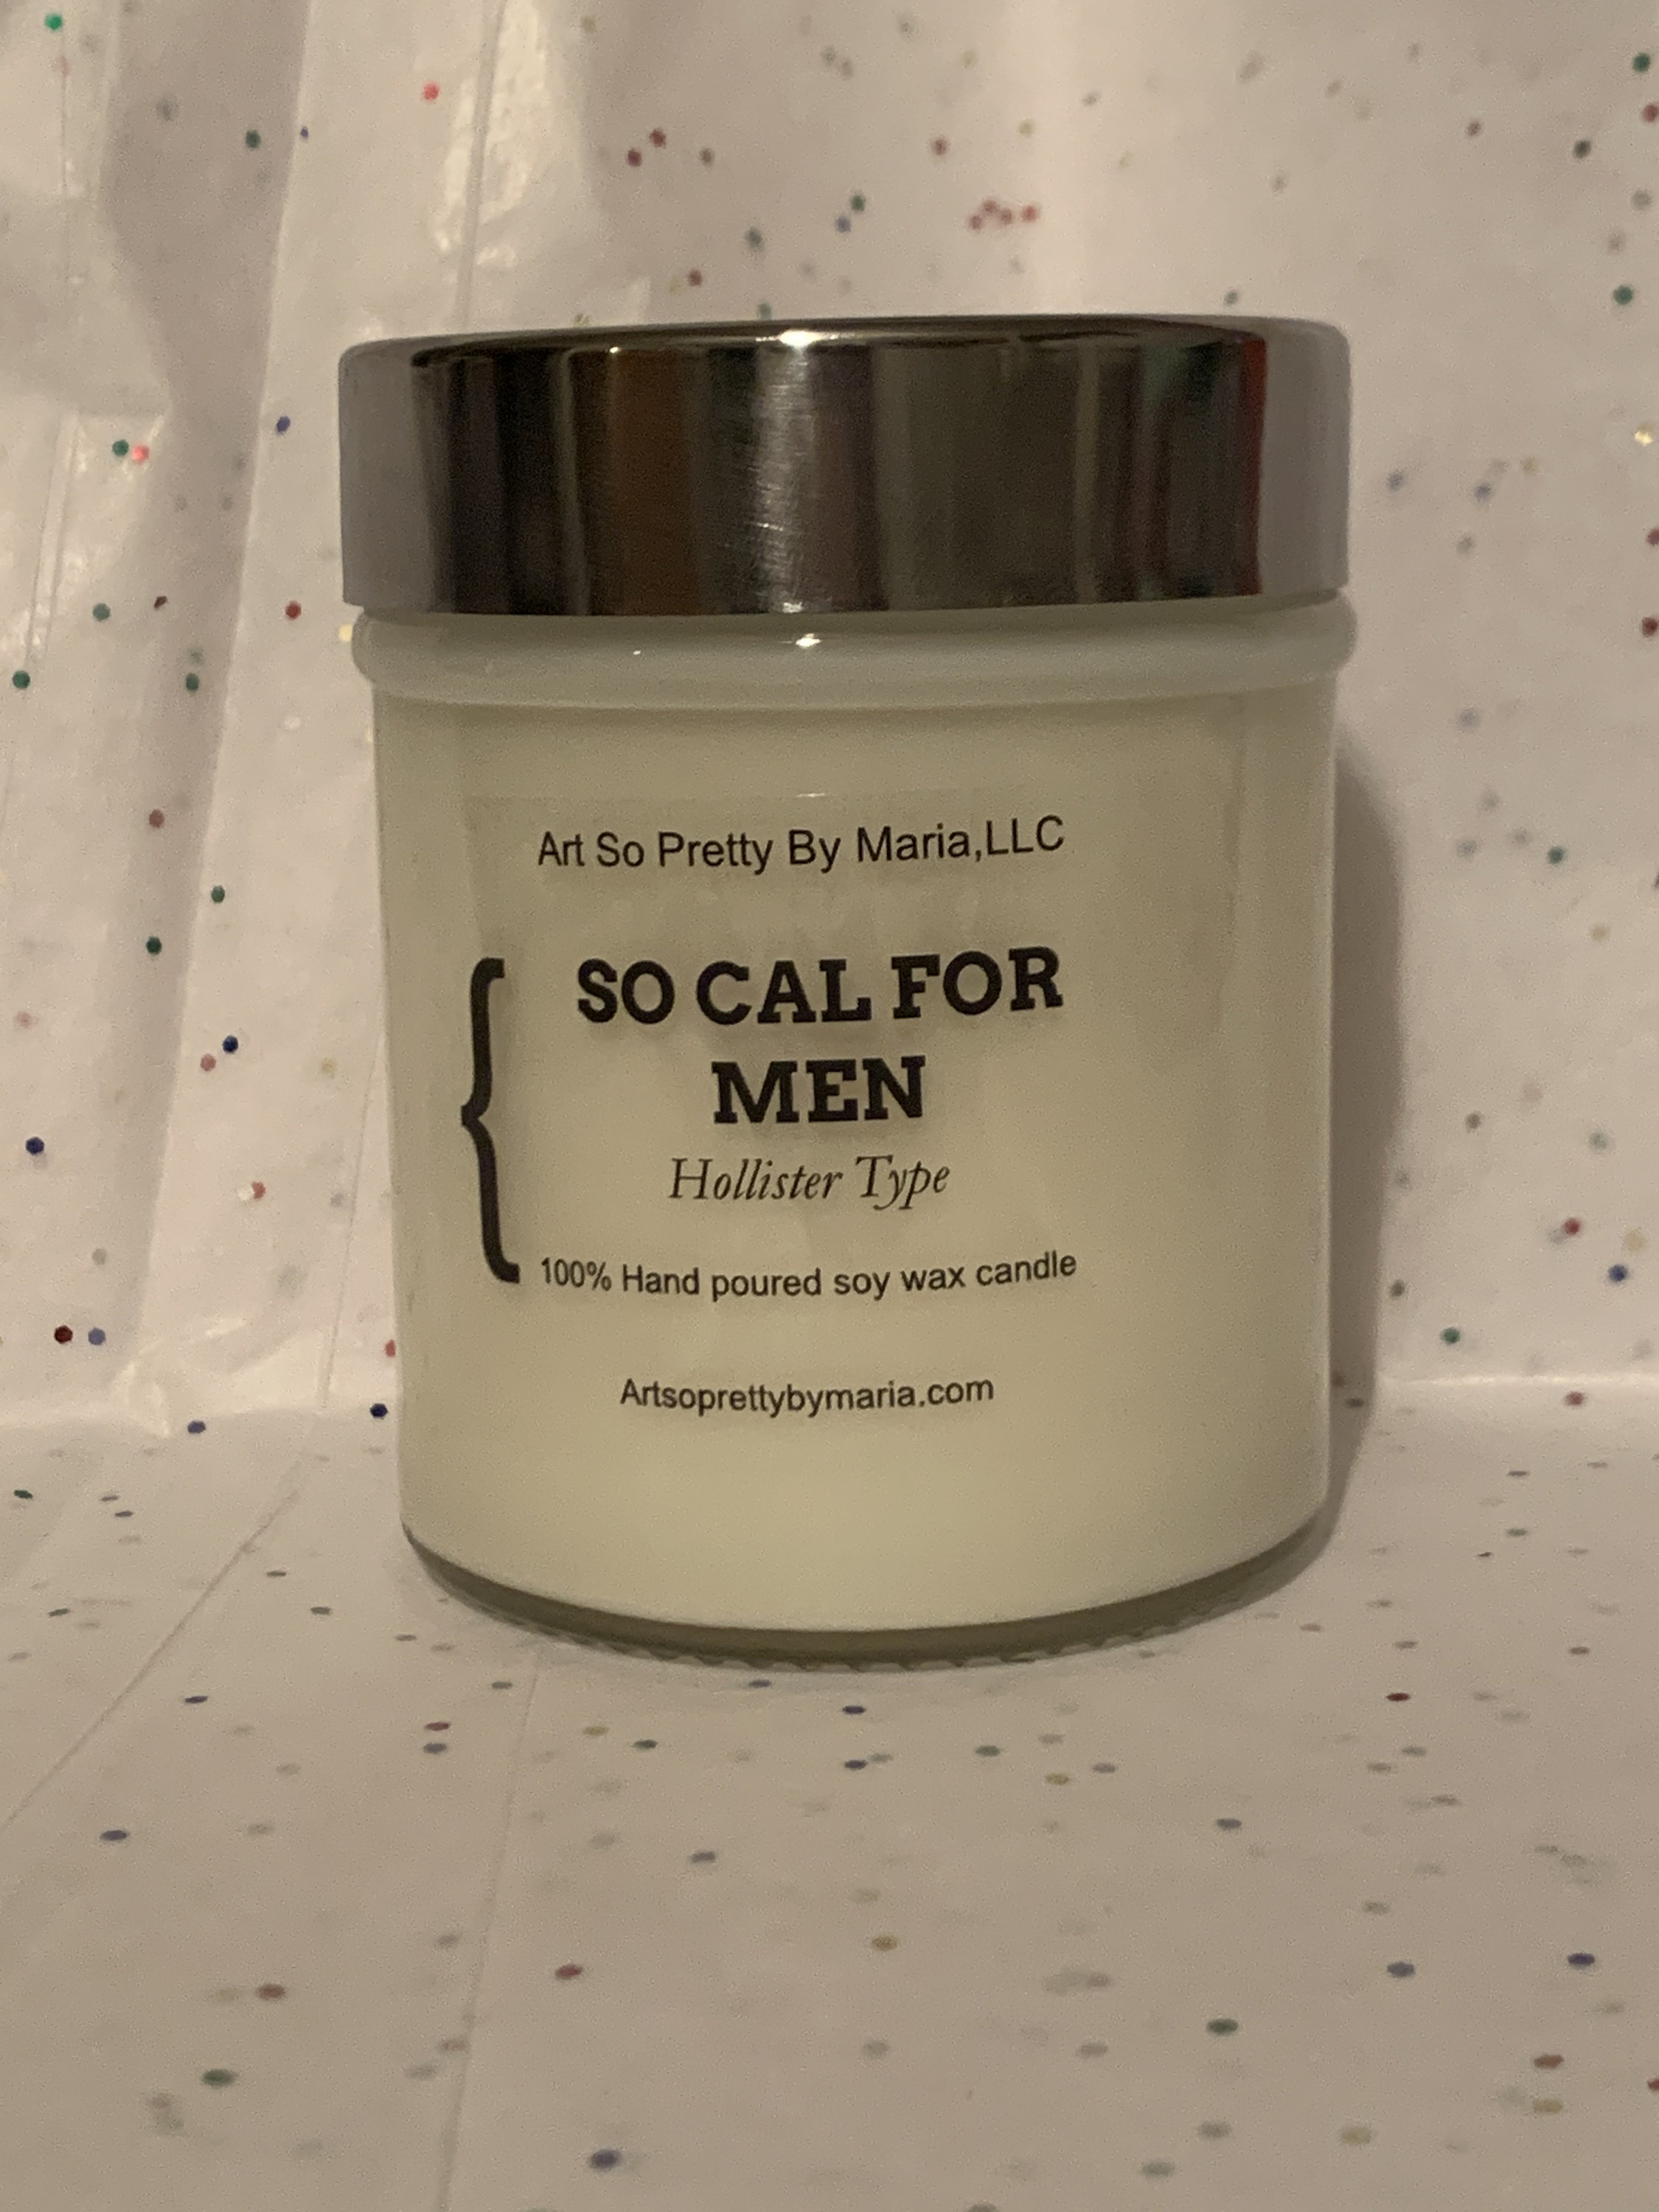 Art So Pretty By Maria,LLC
{
SO CAL FOR
MEN
Hollister Type
100% Hand poured soy wax candle
Artsoprettybymaria.com